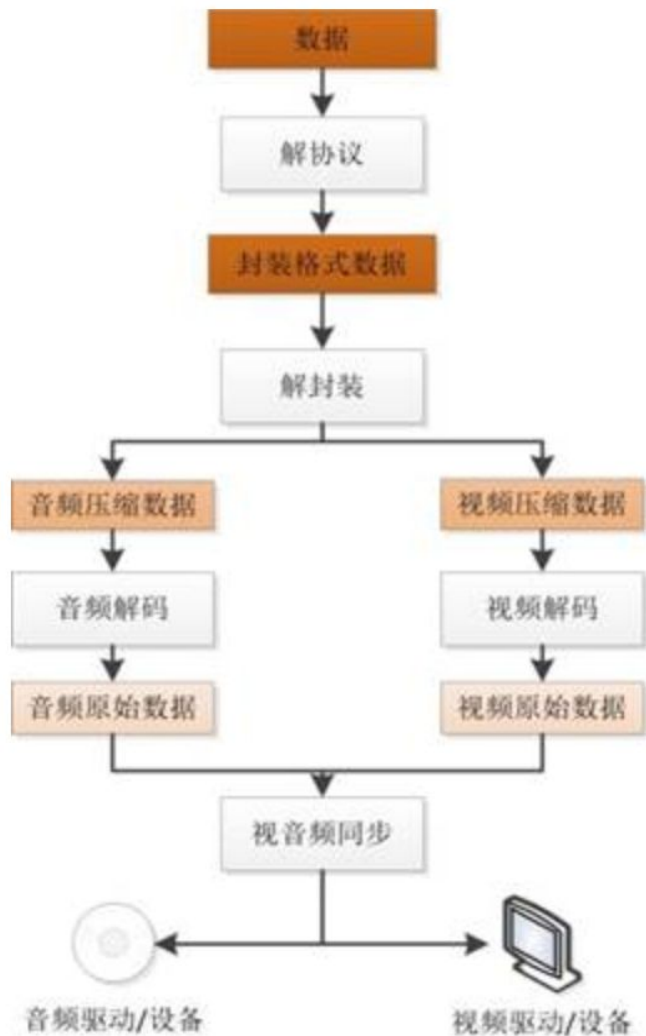 数据
解协议
封装格式数据
解封装
音频压缩数据
视频压缩数据
音频解码
视频解码
音频原始数据
视频原始数据
视音频同步
音频驱动/设备
视频驱动/设备